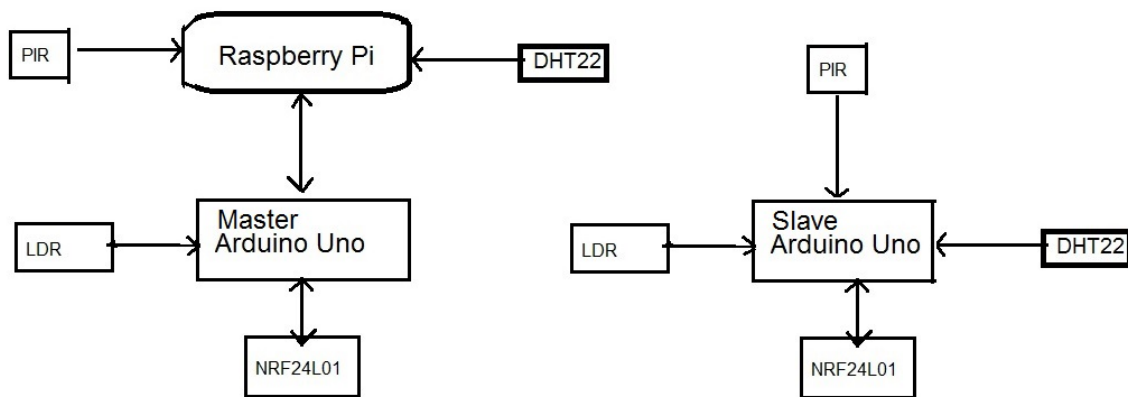 PIR
Raspberry Pi
DHT22
LDR
Master
Arduino Uno
NRF24L01
PIR
LDR
Slave
Arduino Uno
DHT22
NRF24L01